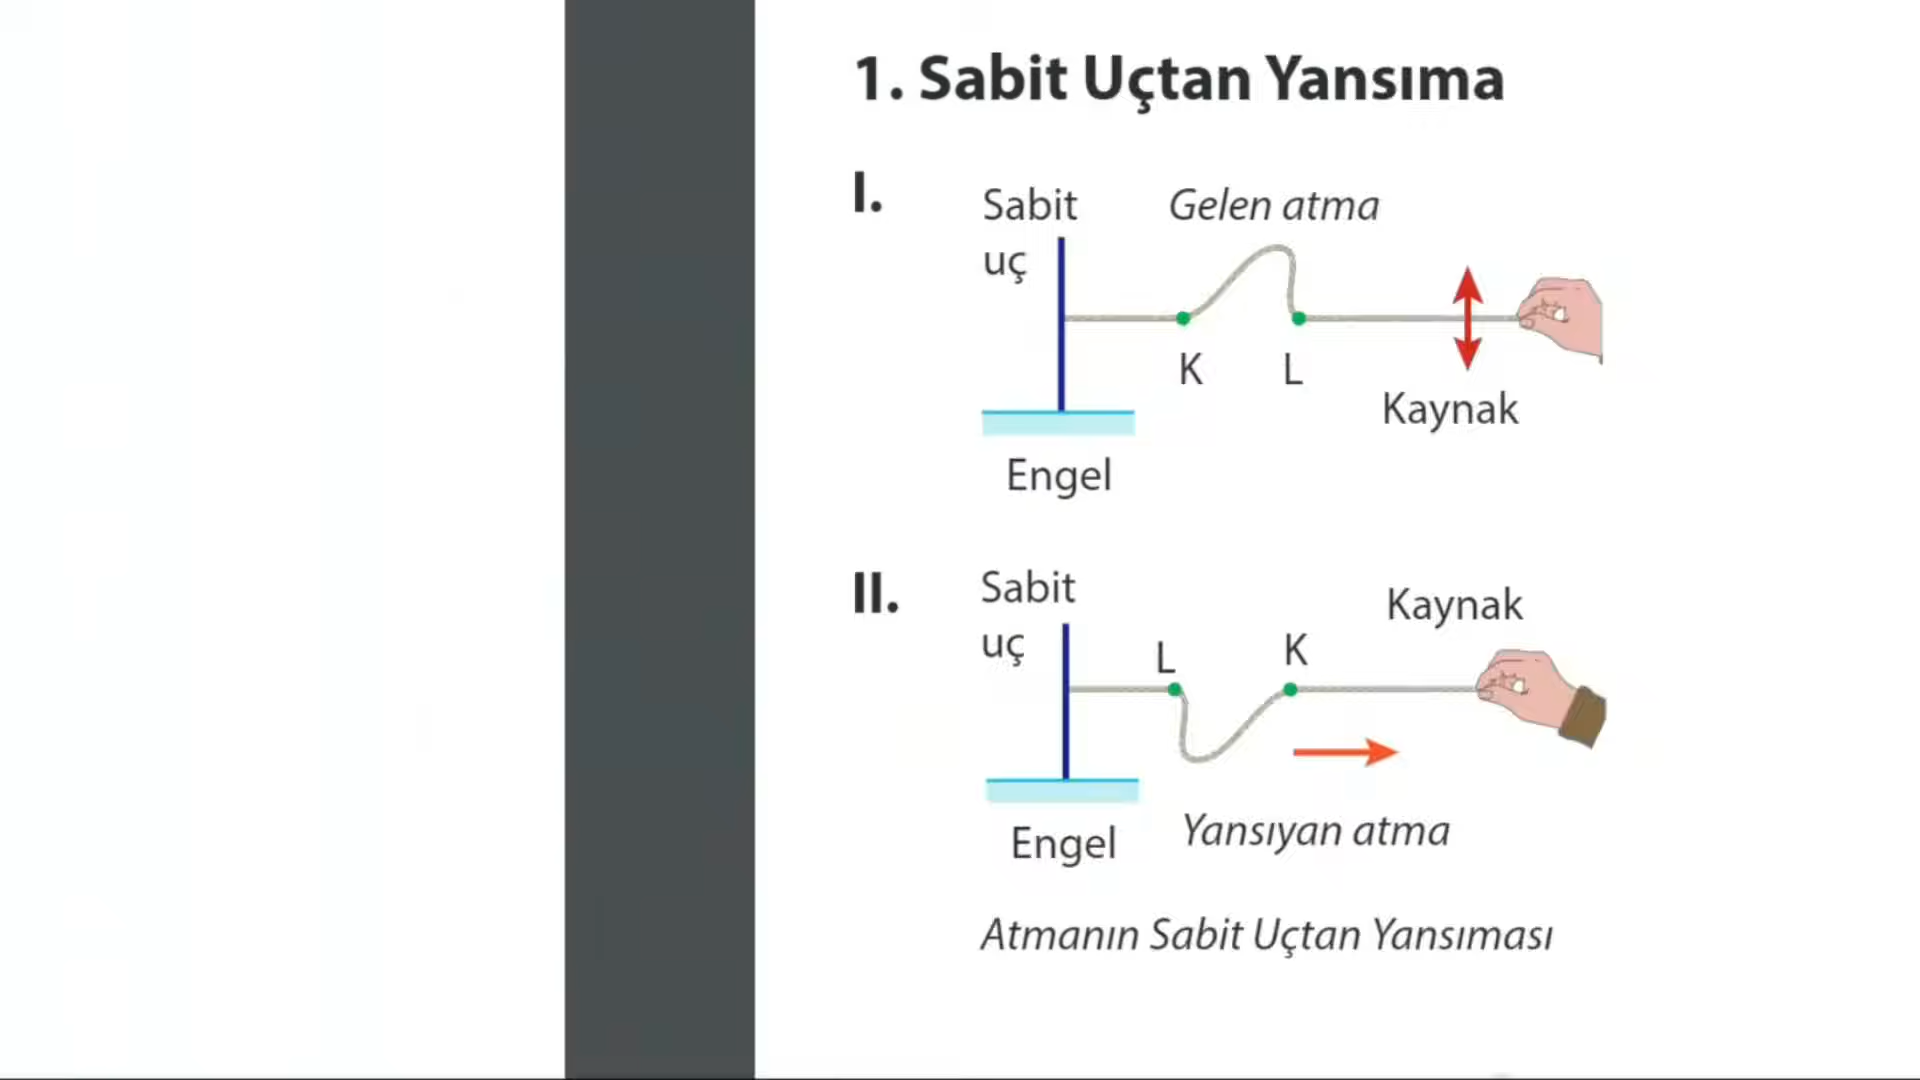 1. Sabit Uçtan Yansıma
I.
Sabit
uç
Gelen atma
K
L
Kaynak
Engel
II.
Sabit
uç
Kaynak
L
K
Engel
Yansıyan atma
Atmanın Sabit Uçtan Yansıması